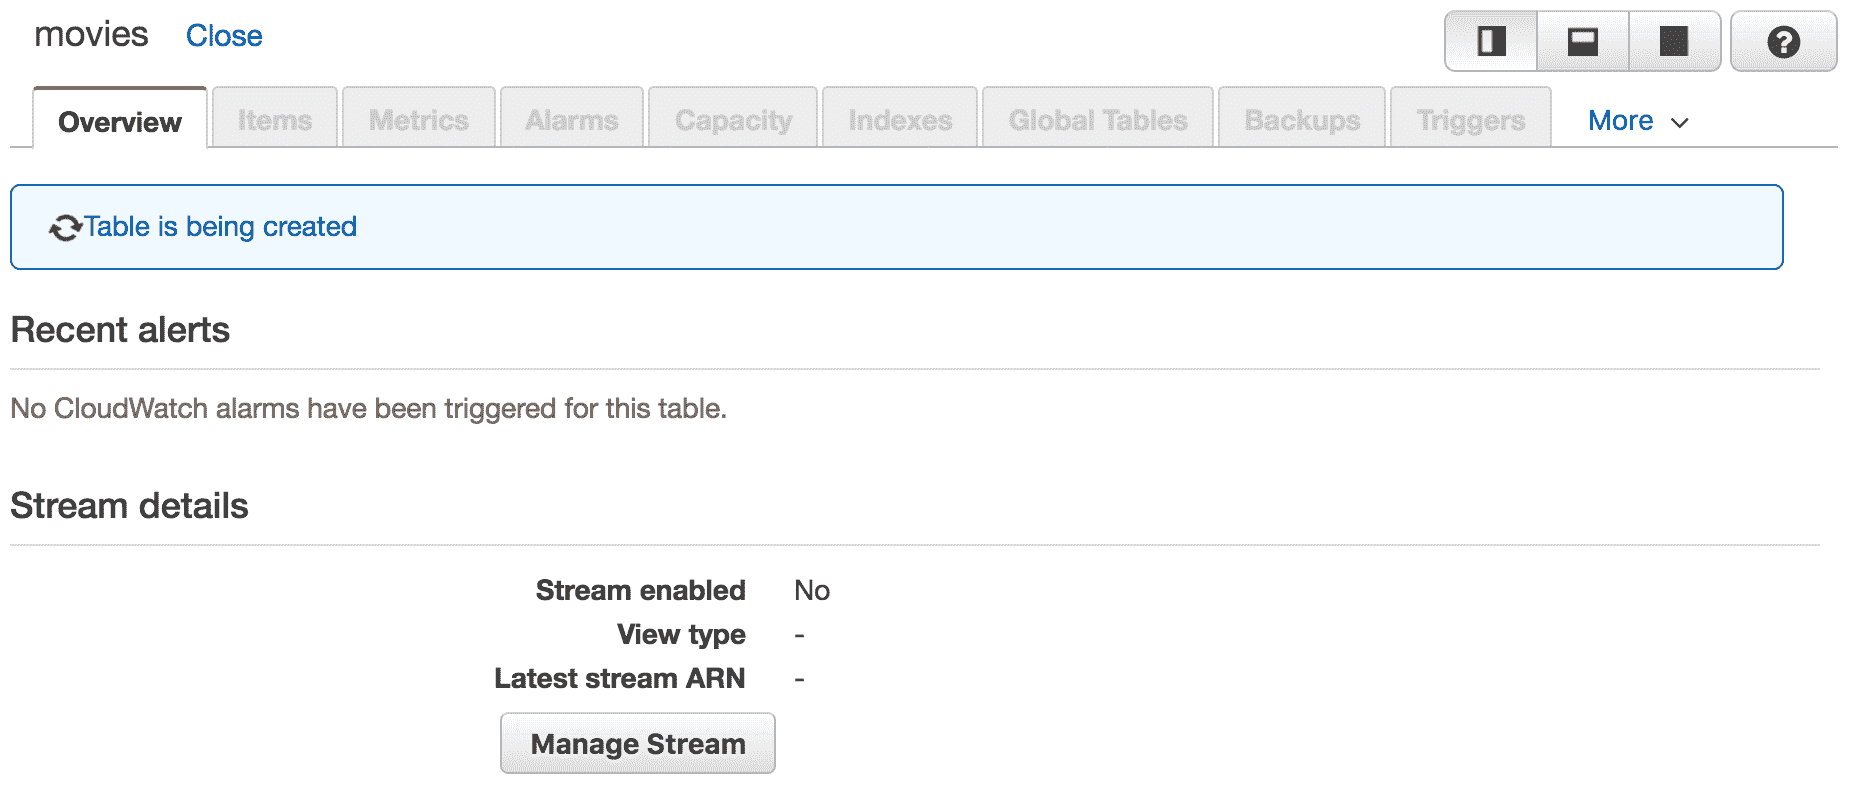 movies Close
?
Overview Items Metrics Alarms Capacity Indexes Global Tables Backups Triggers More
Table is being created
Recent alerts
No CloudWatch alarms have been triggered for this table.
Stream details
Stream enabled No
View type -
Latest stream ARN -
Manage Stream